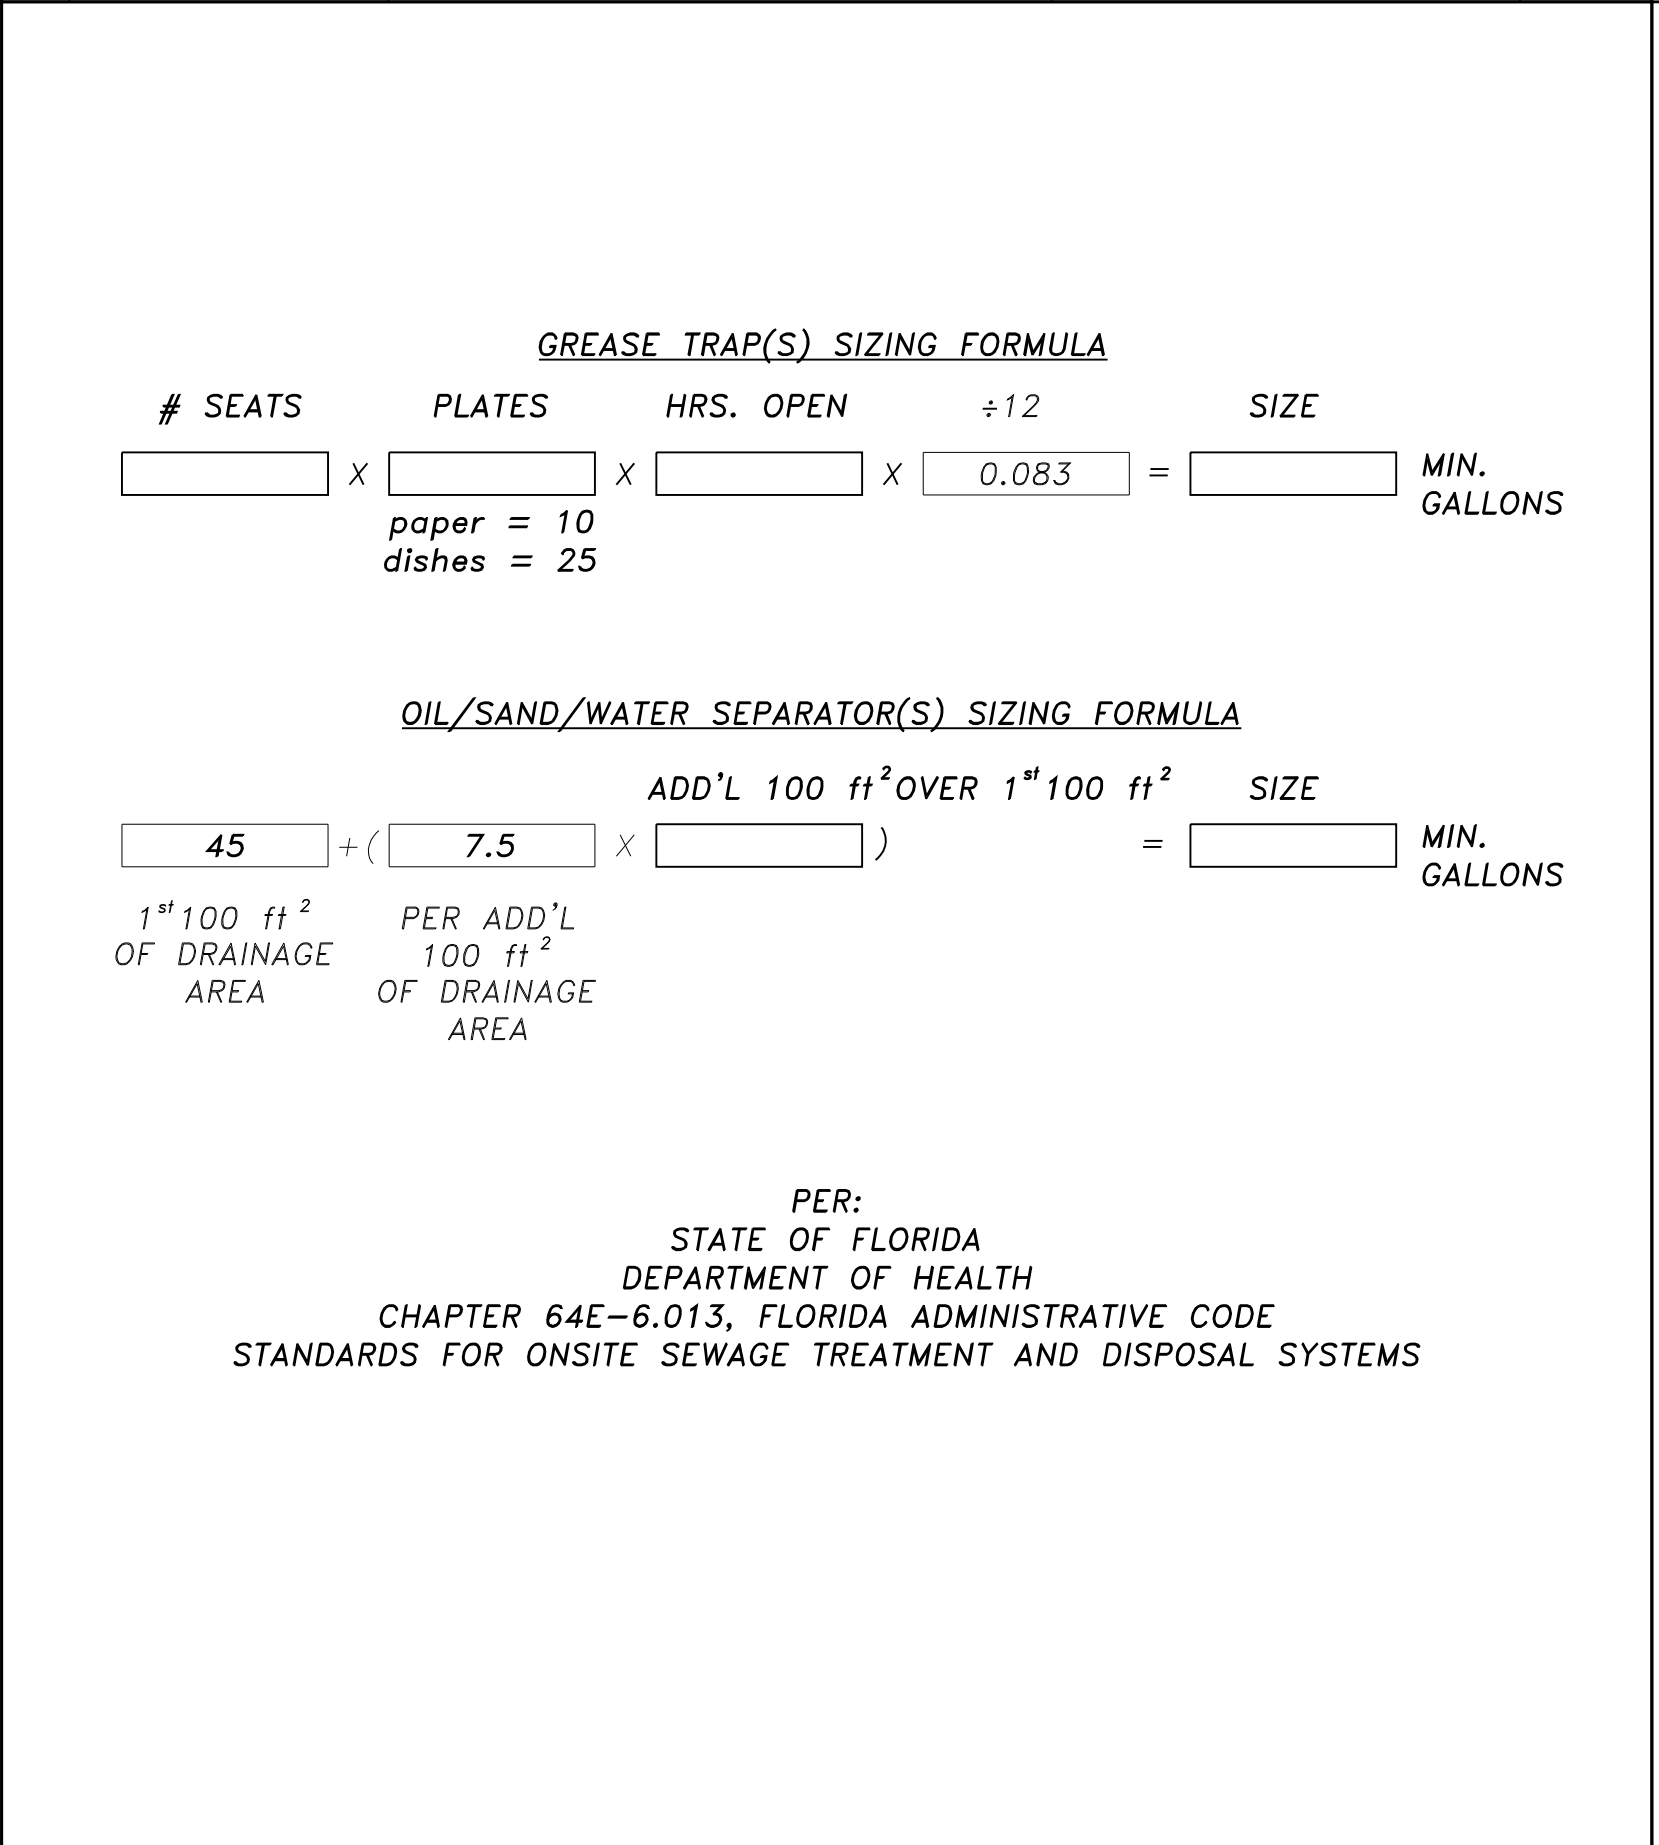 GREASE TRAP(S) SIZING FORMULA
# SEATS PLATES HRS. OPEN ÷12 SIZE
X X X 0.083 = MIN.
GALLONS
paper = 10
dishes = 25
OIL/SAND/WATER SEPARATOR(S) SIZING FORMULA
ADD'L 100 ft² OVER 1st 100 ft² SIZE
45 +( 7.5 X ) = MIN.
GALLONS
1st 100 ft² PER ADD'L
OF DRAINAGE 100 ft²
AREA OF DRAINAGE
AREA
PER:
STATE OF FLORIDA
DEPARTMENT OF HEALTH
CHAPTER 64E-6.013, FLORIDA ADMINISTRATIVE CODE
STANDARDS FOR ONSITE SEWAGE TREATMENT AND DISPOSAL SYSTEMS